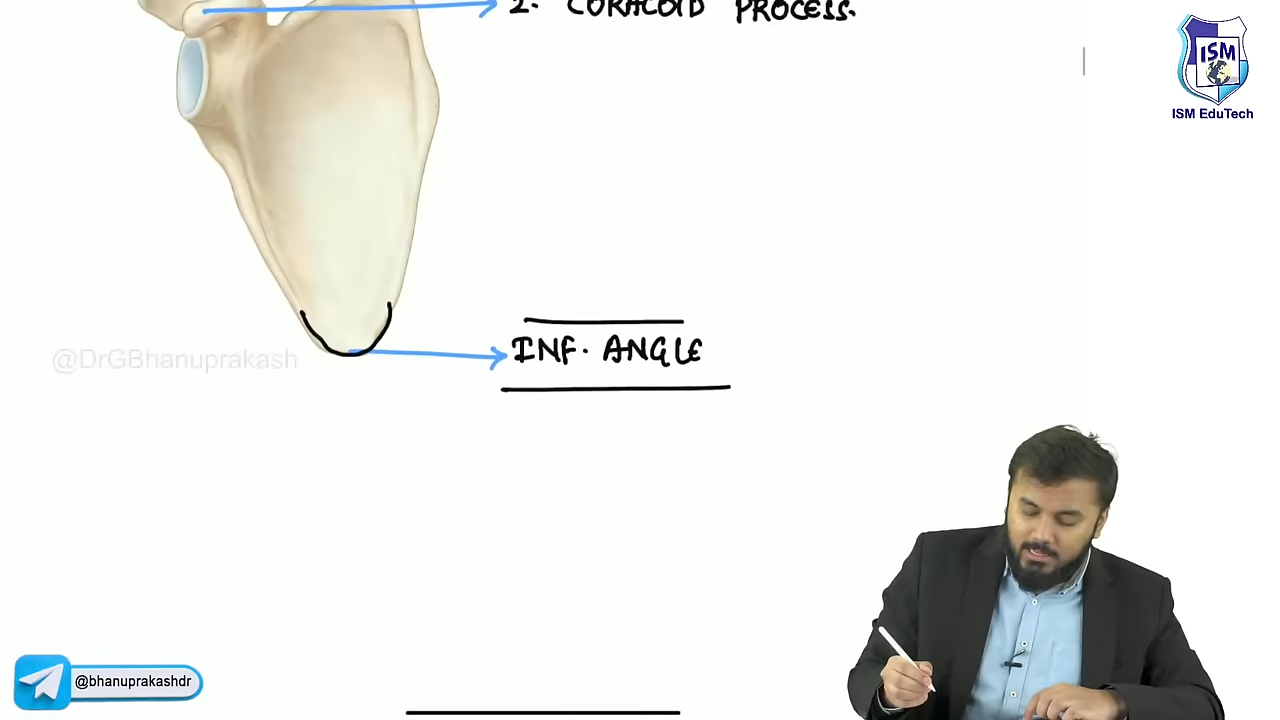 2. CORACOID PROCESS.
ISM
ISM EduTech
INF. ANGLE
@DrGBhanuprakash
@bhanuprakashdr